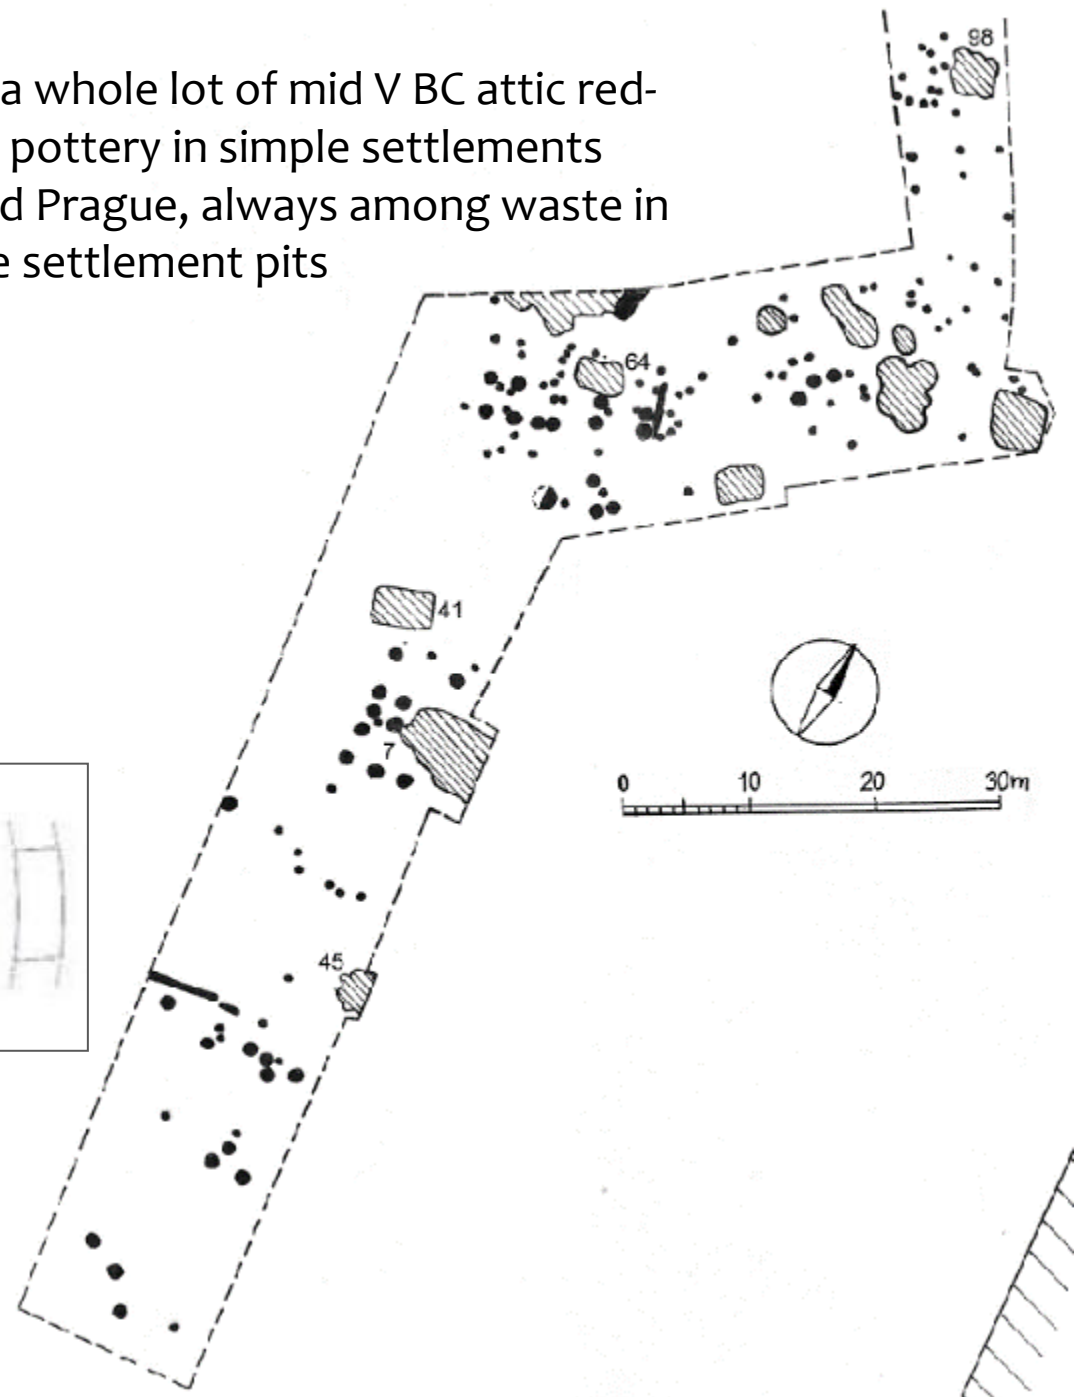 98
a whole lot of mid V BC attic red-
pottery in simple settlements
d Prague, always among waste in
e settlement pits
64
41
7
0 10 20 30m
45